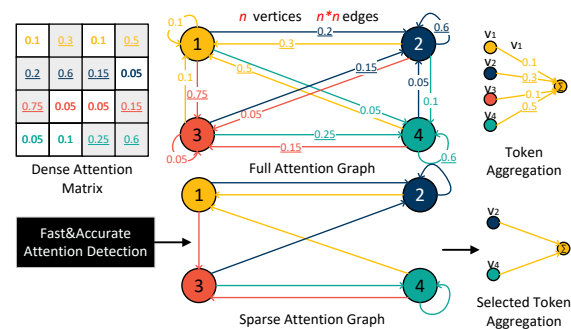 n vertices n*n edges
0.1 0.3 0.1 0.5
0.2 0.6 0.15 0.05
0.75 0.05 0.05 0.15
0.05 0.1 0.25 0.6
Dense Attention
Matrix
0.1
1
0.2
0.3
2
0.6
0.1
0.75
0.5
0.15
0.05
0.05
0.1
0.05
3
0.25
0.15
4
0.6
Full Attention Graph
V1
V1
0.1
V2
0.3
V3
0.1
V4
0.5
Σ
Token
Aggregation
Fast&Accurate
Attention Detection
1
2
3
4
Sparse Attention Graph
V2
V4
Σ
Selected Token
Aggregation